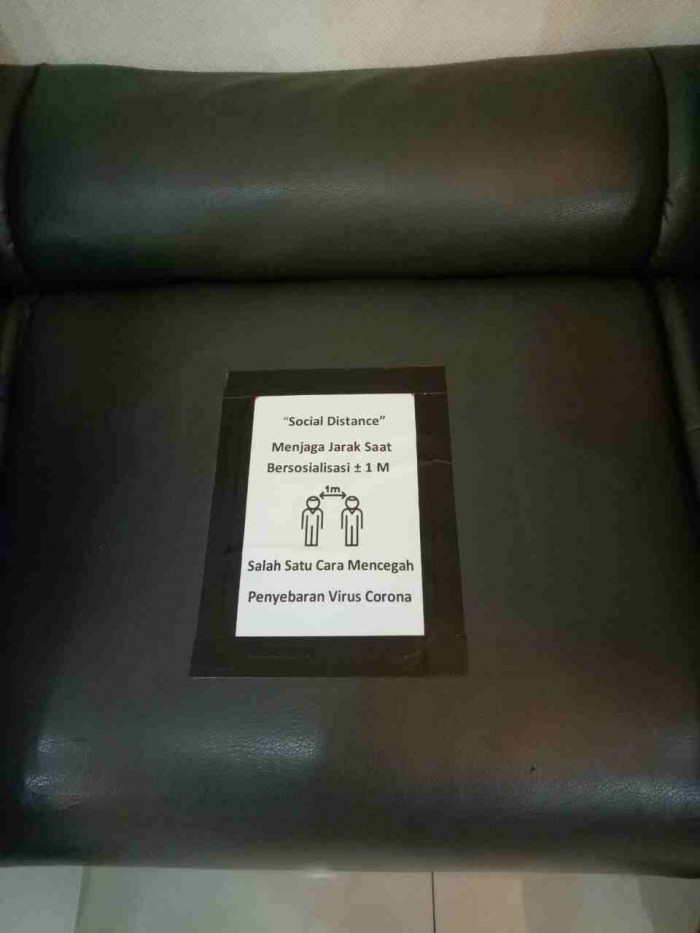 “Social Distance”
Menjaga Jarak Saat
Bersosialisasi ± 1 M
1m
Salah Satu Cara Mencegah
Penyebaran Virus Corona